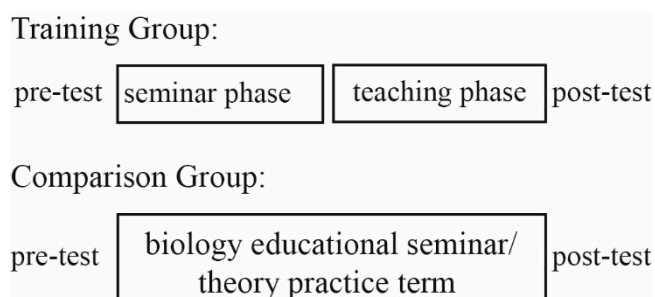 Training Group:
pre-test seminar phase teaching phase post-test
Comparison Group:
pre-test biology educational seminar/ post-test
theory practice term